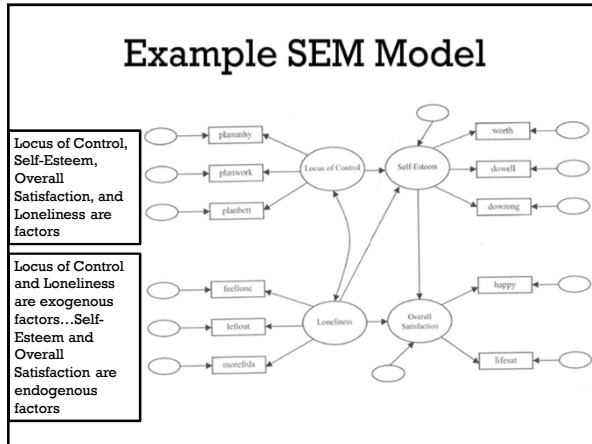 Example SEM Model
Locus of Control,
Self-Esteem,
Overall
Satisfaction, and
Loneliness are
factors
Locus of Control
and Loneliness
are exogenous
factors...Self-
Esteem and
Overall
Satisfaction are
endogenous
factors
planunhy
planwork
planbett
Locus of Control
Self-Esteem
worth
dowell
dowrong
feellone
leftout
morefrds
Loneliness
Overall
Satisfaction
happy
lifesat